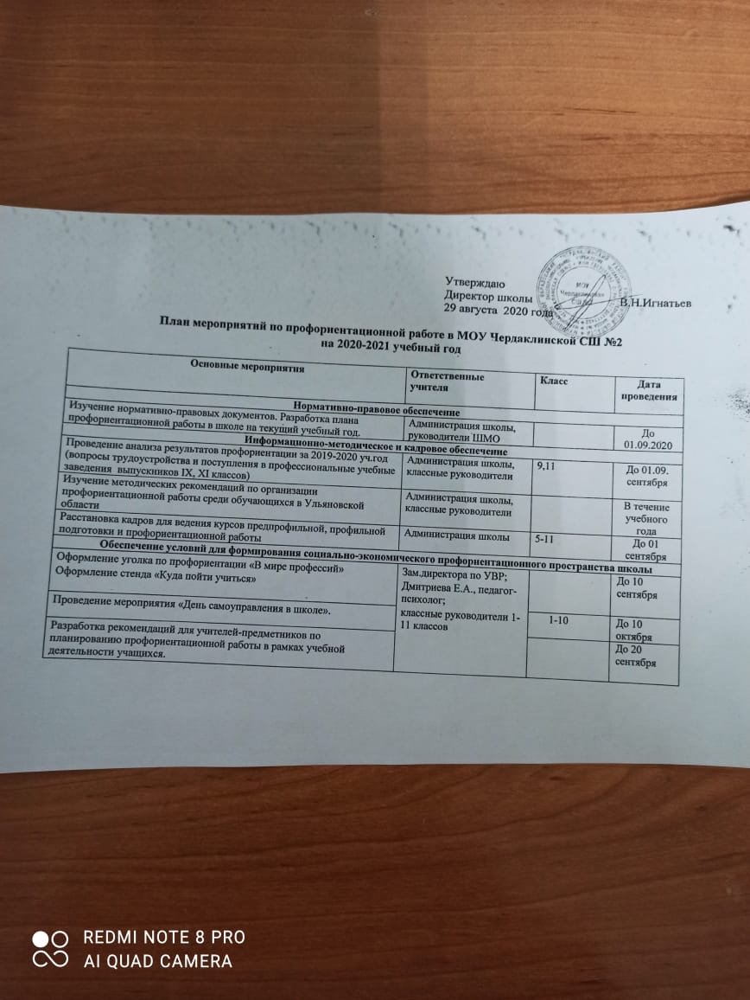 Утверждаю
Директор школы
В.Н.Игнатьев
29 августа 2020 года
МОУ
Чердаклинская
План мероприятий по профориентационной работе в МОУ Чердаклинской СШ №2
на 2020-2021 учебный год
Основные мероприятия
Ответственные
учителя
Класс
Дата
проведения
Нормативно-правовое обеспечение
Изучение нормативно-правовых документов. Разработка плана
профориентационной работы в школе на текущий учебный год.
Администрация школы,
руководители ШМО
До
01.09.2020
Информационно-методическое и кадровое обеспечение
Проведение анализа результатов профориентации за 2019-2020 уч.год
(вопросы трудоустройства и поступления в профессиональные учебные
заведения выпускников IX, XI классов)
Администрация школы,
классные руководители
9,11
До 01.09.
сентября
Изучение методических рекомендаций по организации
профориентационной работы среди обучающихся в Ульяновской
области
Администрация школы,
классные руководители
В течение
учебного
года
Расстановка кадров для ведения курсов предпрофильной, профильной
подготовки и профориентационной работы
Администрация школы
5-11
До 01
сентября
Обеспечение условий для формирования социально-экономического профориентационного пространства школы
Оформление уголка по профориентации «В мире профессий»
Оформление стенда «Куда пойти учиться»
Зам.директора по УВР;
Дмитриева Е.А., педагог-
психолог;
классные руководители 1-
11 классов
До 10
сентября
Проведение мероприятия «День самоуправления в школе».
1-10
До 10
октября
Разработка рекомендаций для учителей-предметников по
планированию профориентационной работы в рамках учебной
деятельности учащихся.
До 20
сентября
REDMI NOTE 8 PRO
AI QUAD CAMERA